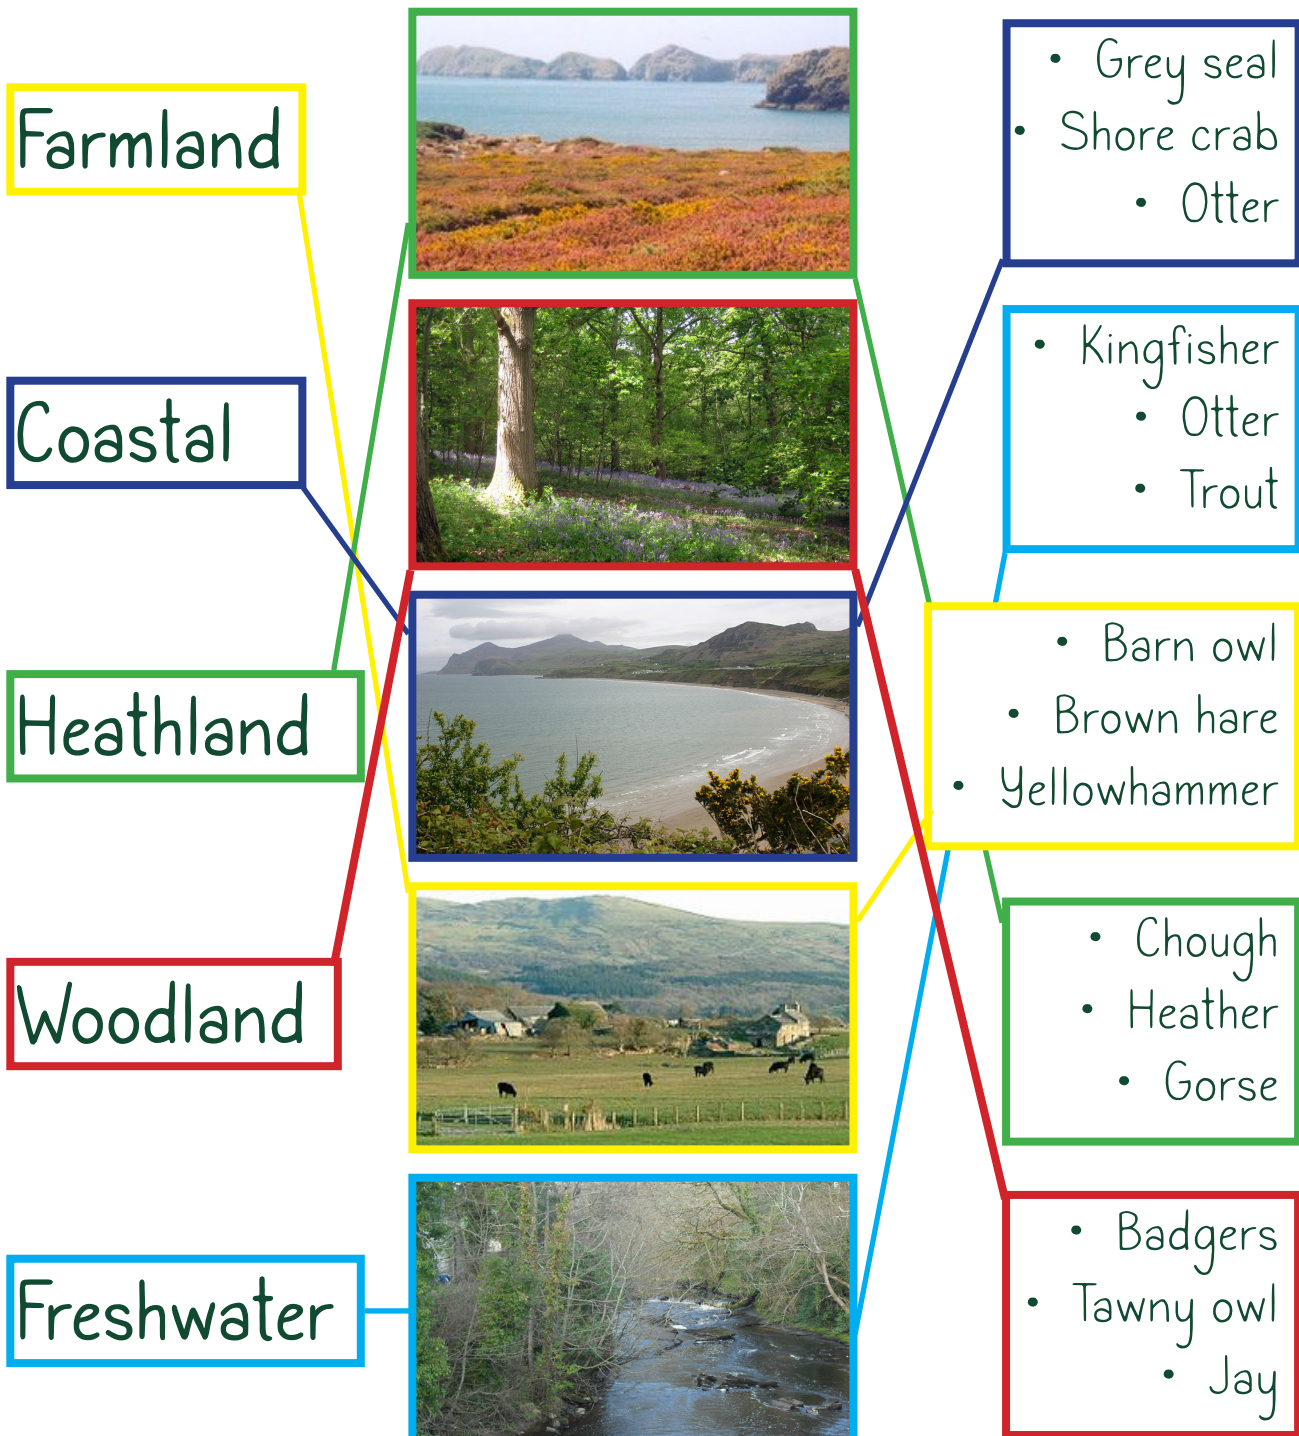 Farmland
Coastal
Heathland
Woodland
Freshwater
• Grey seal
• Shore crab
• Otter
• Kingfisher
• Otter
• Trout
• Barn owl
• Brown hare
• Yellowhammer
• Chough
• Heather
• Gorse
• Badgers
• Tawny owl
• Jay